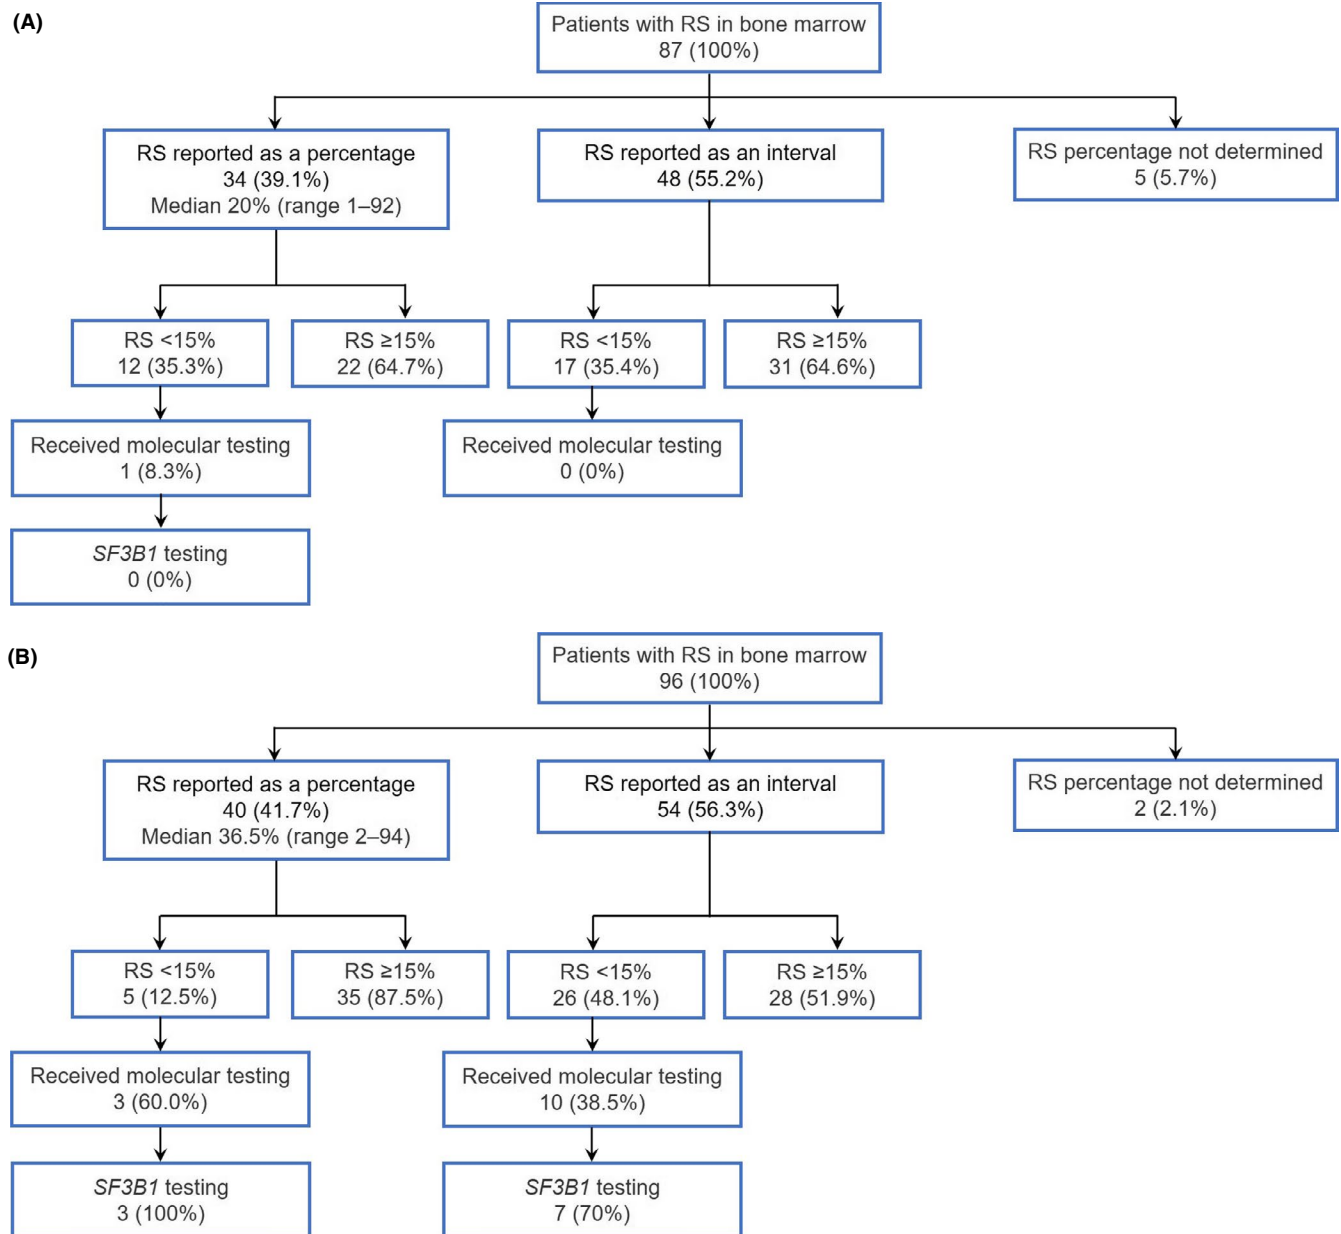 (A)
Patients with RS in bone marrow
87 (100%)
RS reported as a percentage
34 (39.1%)
Median 20% (range 1–92)
RS reported as an interval
48 (55.2%)
RS percentage not determined
5 (5.7%)
RS <15%
12 (35.3%)
RS ≥15%
22 (64.7%)
RS <15%
17 (35.4%)
RS ≥15%
31 (64.6%)
Received molecular testing
1 (8.3%)
Received molecular testing
0 (0%)
SF3B1 testing
0 (0%)
(B)
Patients with RS in bone marrow
96 (100%)
RS reported as a percentage
40 (41.7%)
Median 36.5% (range 2–94)
RS reported as an interval
54 (56.3%)
RS percentage not determined
2 (2.1%)
RS <15%
5 (12.5%)
RS ≥15%
35 (87.5%)
RS <15%
26 (48.1%)
RS ≥15%
28 (51.9%)
Received molecular testing
3 (60.0%)
Received molecular testing
10 (38.5%)
SF3B1 testing
3 (100%)
SF3B1 testing
7 (70%)